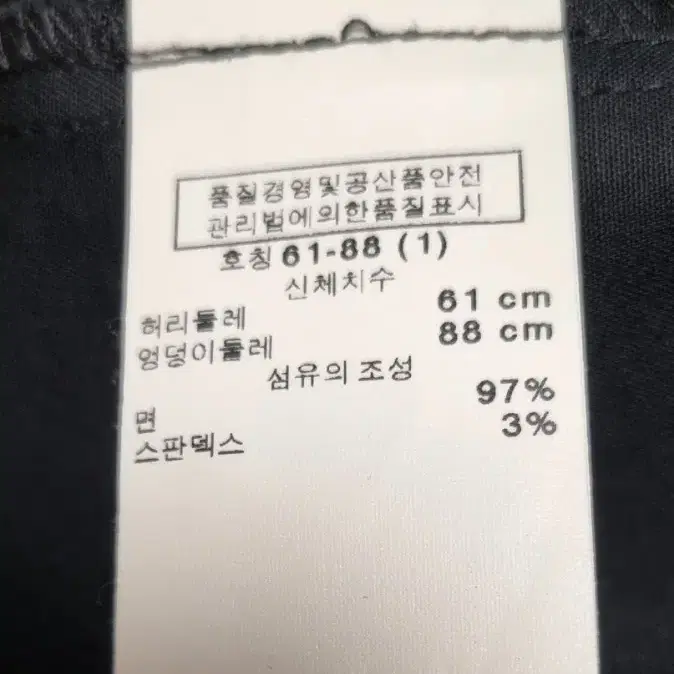 품질경영및공산품안전
관리법에의한품질표시
호칭 61-88 (1)
신체치수
허리둘레 61 cm
엉덩이둘레 88 cm
섬유의 조성
면 97%
스판덱스 3%